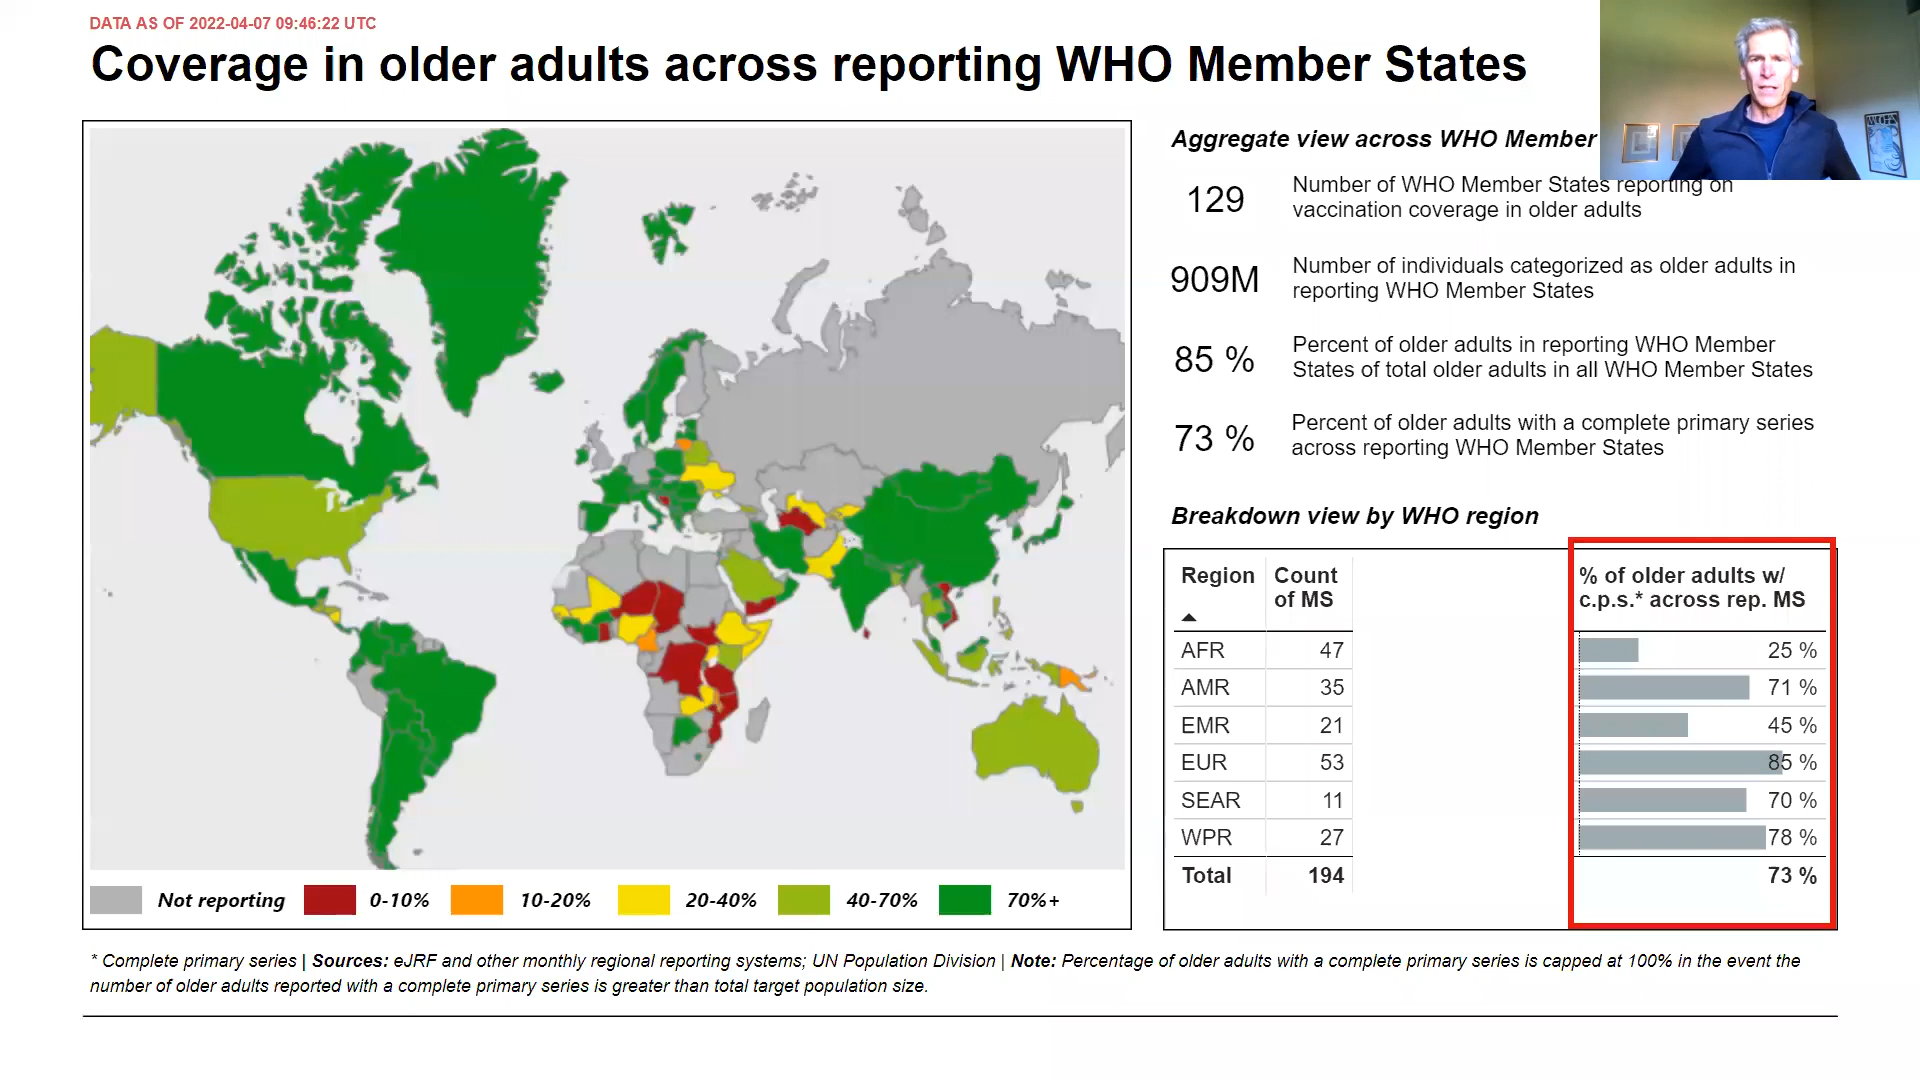 DATA AS OF 2022-04-07 09:46:22 UTC
Coverage in older adults across reporting WHO Member States
Not reporting 0-10% 10-20% 20-40% 40-70% 70%+
Aggregate view across WHO Member
129 Number of WHO Member States reporting on
vaccination coverage in older adults
909M Number of individuals categorized as older adults in
reporting WHO Member States
85 % Percent of older adults in reporting WHO Member
States of total older adults in all WHO Member States
73 % Percent of older adults with a complete primary series
across reporting WHO Member States
Breakdown view by WHO region
Region Count % of older adults w/
of MS c.p.s.* across rep. MS
AFR 47 25 %
AMR 35 71 %
EMR 21 45 %
EUR 53 85 %
SEAR 11 70 %
WPR 27 78 %
Total 194 73 %
* Complete primary series | Sources: eJRF and other monthly regional reporting systems; UN Population Division | Note: Percentage of older adults with a complete primary series is capped at 100% in the event the
number of older adults reported with a complete primary series is greater than total target population size.